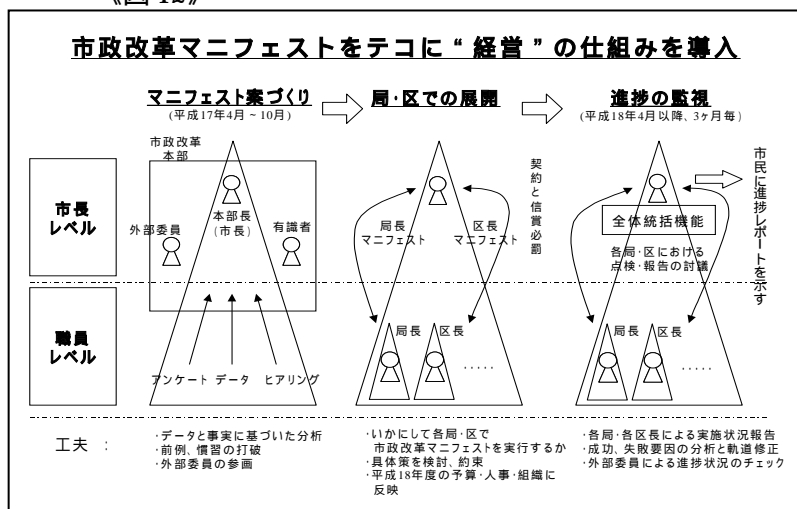 《図12》
市政改革マニフェストをテコに“経営”の仕組みを導入
マニフェスト案づくり
(平成17年4月~10月)
局・区での展開
進捗の監視
(平成18年4月以降、3ヶ月毎)
市長
レベル
職員
レベル
市政改革
本部
本部長
(市長)
外部委員
有識者
アンケート データ ヒアリング
局長
マニフェスト
区長
マニフェスト
契約と信賞必罰
局長 区長
・・・・・
全体統括機能
各局・区における
点検・報告の討議
市民に進捗レポートを示す
局長 区長
・・・・・
工夫 :
・データと事実に基づいた分析
・前例、慣習の打破
・外部委員の参画
・いかにして各局・区で
市政改革マニフェストを実行するか
・具体策を検討、約束
・平成18年度の予算・人事・組織に
反映
・各局・各区長による実施状況報告
・成功、失敗要因の分析と軌道修正
・外部委員による進捗状況のチェック